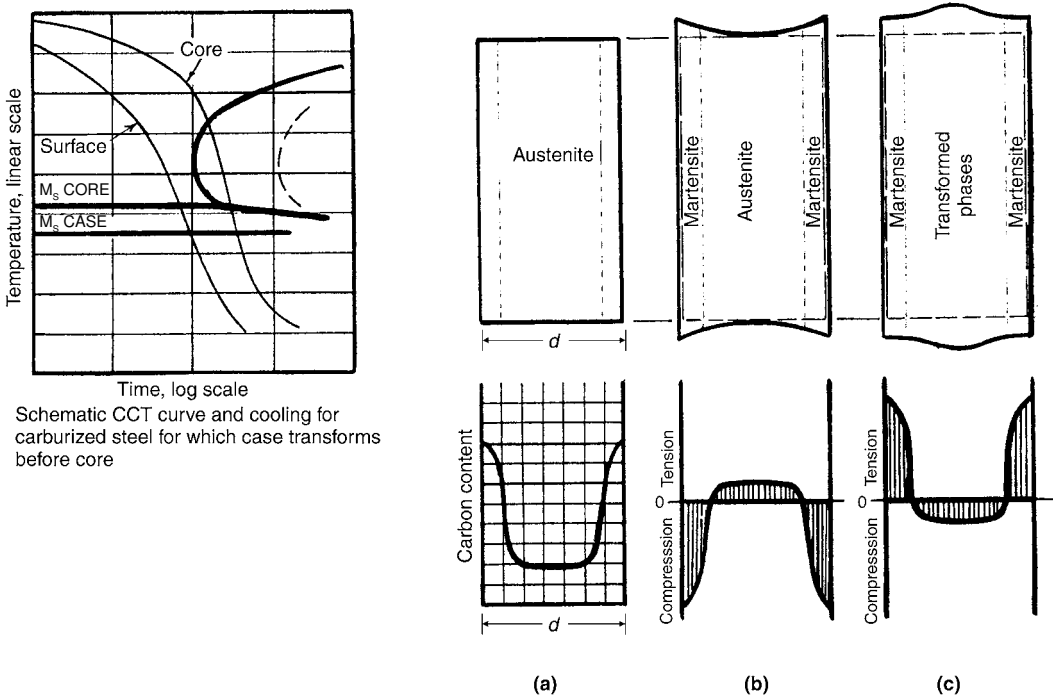 Core
Surface
M_S CORE
M_S CASE
Temperature, linear scale
Time, log scale
Schematic CCT curve and cooling for
carburized steel for which case transforms
before core
Austenite
d
Martensite
Austenite
Martensite
Martensite
Transformed
phases
Martensite
Carbon content
d
Tension
0
Compresssion
Tension
0
Compresssion
(a)
(b)
(c)